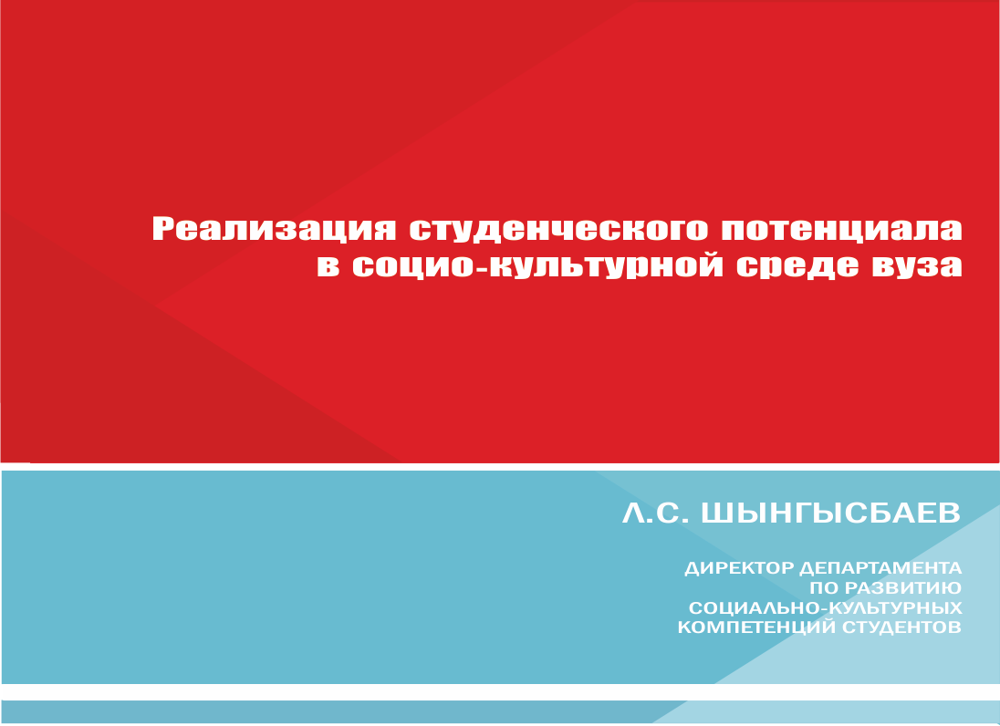 Реализация студенческого потенциала
в социо-культурной среде вуза
Л.С. ШЫНГЫСБАЕВ
ДИРЕКТОР ДЕПАРТАМЕНТА
ПО РАЗВИТИЮ
СОЦИАЛЬНО-КУЛЬТУРНЫХ
КОМПЕТЕНЦИЙ СТУДЕНТОВ